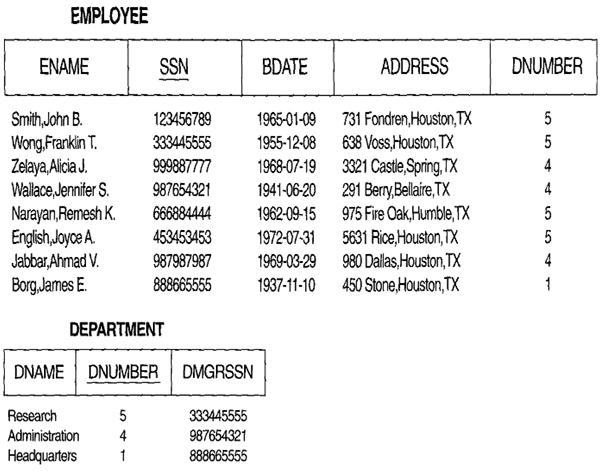 EMPLOYEE
ENAME SSN BDATE ADDRESS DNUMBER
Smith,John B. 123456789 1965-01-09 731 Fondren,Houston,TX 5
Wong,Franklin T. 333445555 1955-12-08 638 Voss,Houston,TX 5
Zelaya,Alicia J. 999887777 1968-07-19 3321 Castle,Spring,TX 4
Wallace,Jennifer S. 987654321 1941-06-20 291 Berry,Bellaire,TX 4
Narayan,Remesh K. 666884444 1962-09-15 975 Fire Oak,Humble,TX 5
English,Joyce A. 453453453 1972-07-31 5631 Rice,Houston,TX 5
Jabbar,Ahmad V. 987987987 1969-03-29 980 Dallas,Houston,TX 4
Borg,James E. 888665555 1937-11-10 450 Stone,Houston,TX 1
DEPARTMENT
DNAME DNUMBER DMGRSSN
Research 5 333445555
Administration 4 987654321
Headquarters 1 888665555